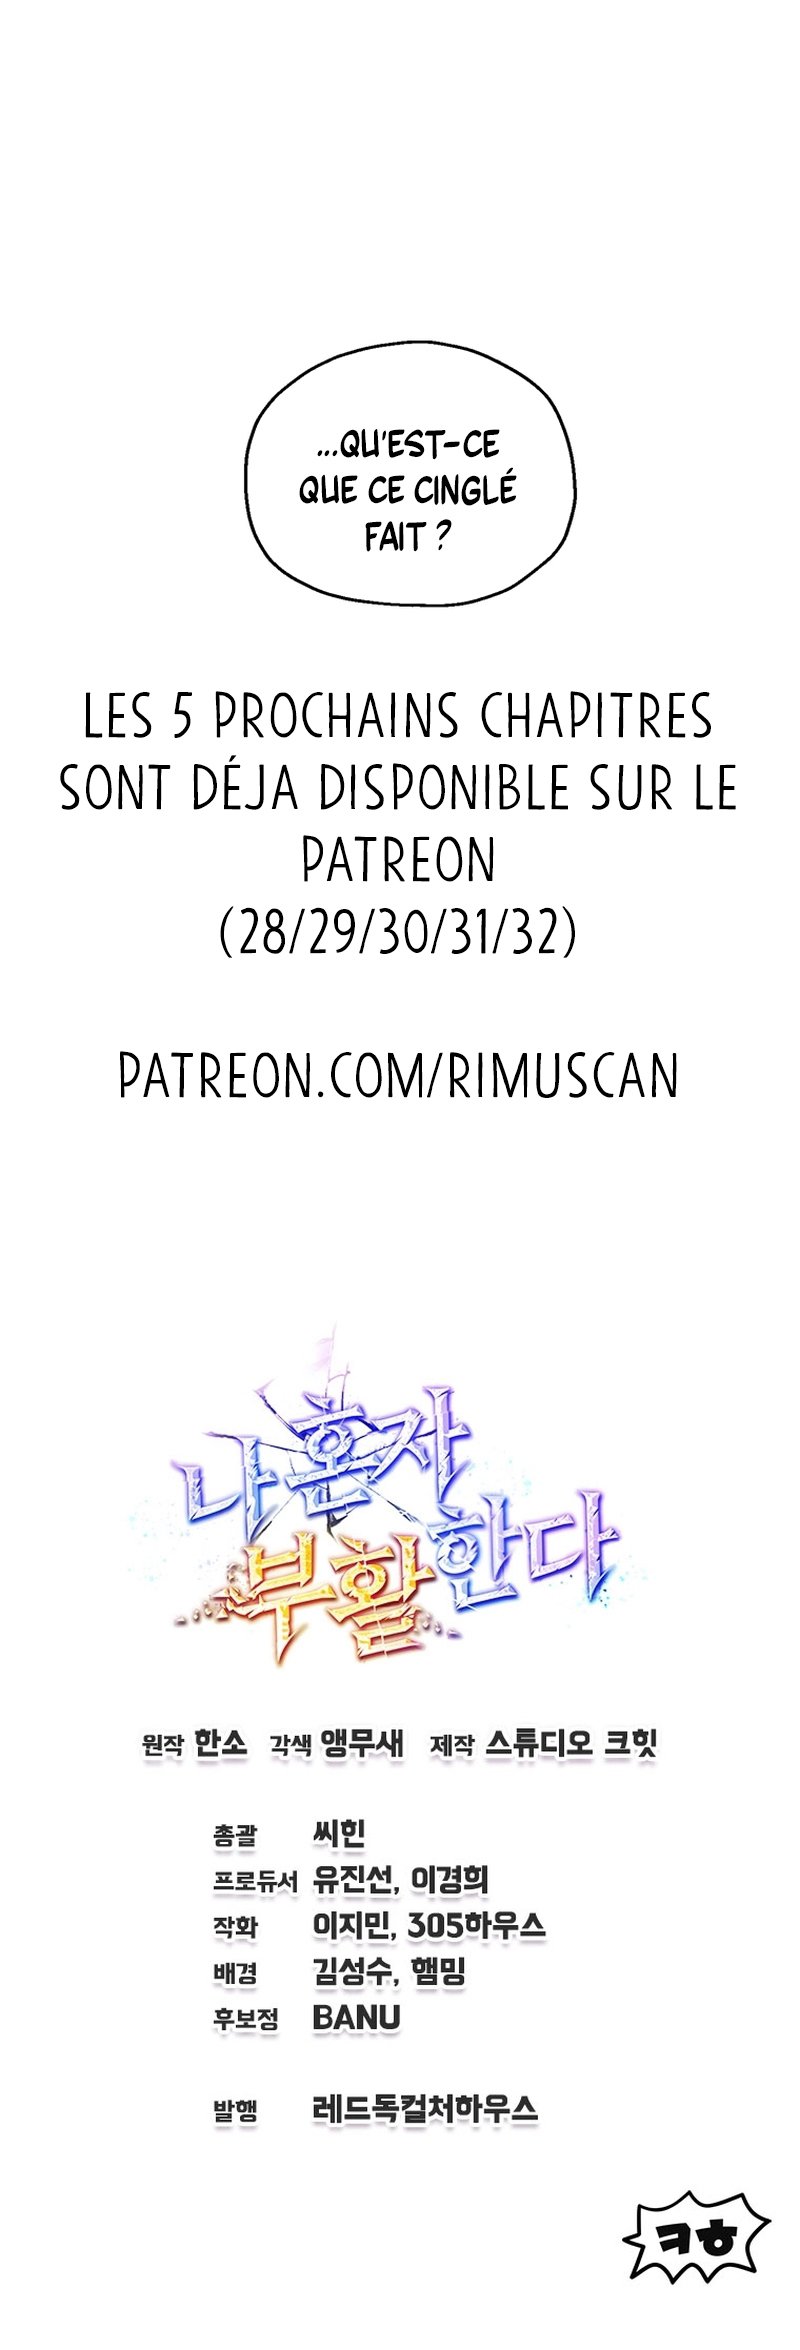 ...QU'EST-CE
QUE CE CINGLÉ
FAIT ?
LES 5 PROCHAINS CHAPITRES
SONT DÉJA DISPONIBLE SUR LE
PATREON
(28/29/30/31/32)
PATREON.COM/RIMUSCAN
나 혼자
부활한다
원작 한소 각색 앵무새 제작 스튜디오 크힛
총괄 씨힌
프로듀서 유진선, 이경희
작화 이지민, 305하우스
배경 김성수, 햄밍
후보정 BANU
발행 레드독컬처하우스
ㅋㅎ